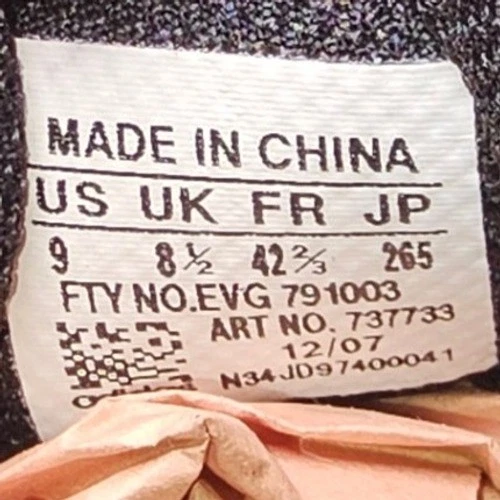 MADE IN CHINA
US UK FR JP
9 8½ 42⅔ 265
FTY NO.EVG 791003
ART NO. 737733
12/07
N34JD97400041